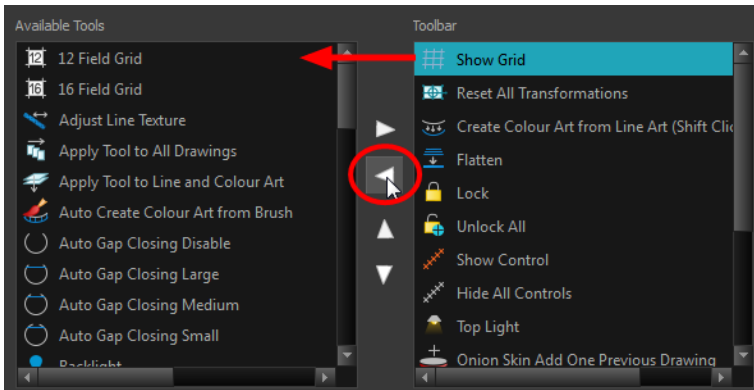 Available Tools
12 12 Field Grid
16 16 Field Grid
Adjust Line Texture
Apply Tool to All Drawings
Apply Tool to Line and Colour Art
Auto Create Colour Art from Brush
Auto Gap Closing Disable
Auto Gap Closing Large
Auto Gap Closing Medium
Auto Gap Closing Small
Backlight
Toolbar
Show Grid
Reset All Transformations
Create Colour Art from Line Art (Shift Clic
Flatten
Lock
Unlock All
Show Control
Hide All Controls
Top Light
Onion Skin Add One Previous Drawing